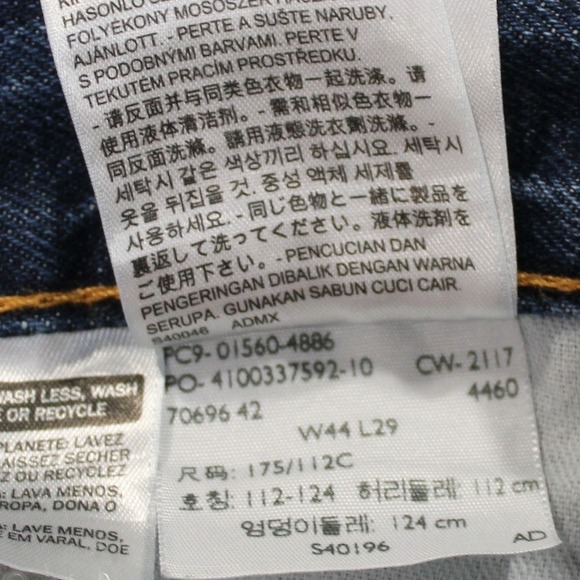 HASONLÓ
FOLYÉKONY MOSÓSZER
AJÁNLOTT. - PERTE A SUŠTE NARUBY,
S PODOBNÝMI BARVAMI. PERTE V
TEKUTÉM PRACÍM PROSTŘEDKU.
- 请反面并与同类色衣物一起洗涤。请
使用液体清洁剂。- 需和相似色衣物一
同反面洗滌。請用液態洗衣劑洗滌。-
세탁시 같은 색상끼리 하십시요. 세탁시
옷을 뒤집을 것. 중성 액체 세제를
사용하세요. - 同じ色物と一緒に製品を
裏返して洗ってください。液体洗剤を
ご使用下さい。- PENCUCIAN DAN
PENGERINGAN DIBALIK DENGAN WARNA
SERUPA. GUNAKAN SABUN CUCI CAIR.
S40046 ADMX
PC9- 01560-4886
PO- 4100337592-10 CW- 2117
70696 42 4460
W44 L29
尺码: 175/112C
호칭: 112-124 허리둘레: 112 cm
엉덩이둘레: 124 cm
S40196 AD
WASH LESS, WASH
OR RECYCLE
PLANETE: LAVEZ
LAISSEZ SECHER
Z OU RECYCLEZ
: LAVA MENOS,
ROPA, DONA O
: LAVE MENOS,
E EM VARAL, DOE